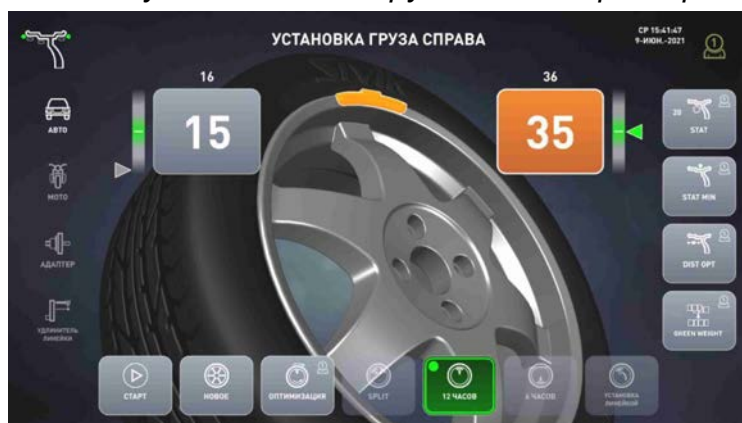 УСТАНОВКА ГРУЗА СПРАВА
СР 15:41:47
9-ИЮН.-2021
1
16
36
15
35
АВТО
МОТО
АДАПТЕР
УДЛИНИТЕЛЬ
ЛИНЕЙКИ
20
STAT
STAT MIN
DIST OPT
GREEN WEIGHT
СТАРТ
НОВОЕ
ОПТИМИЗАЦИЯ
SPLIT
12 ЧАСОВ
6 ЧАСОВ
УСТАНОВКА
ЛИНЕЙКОЙ